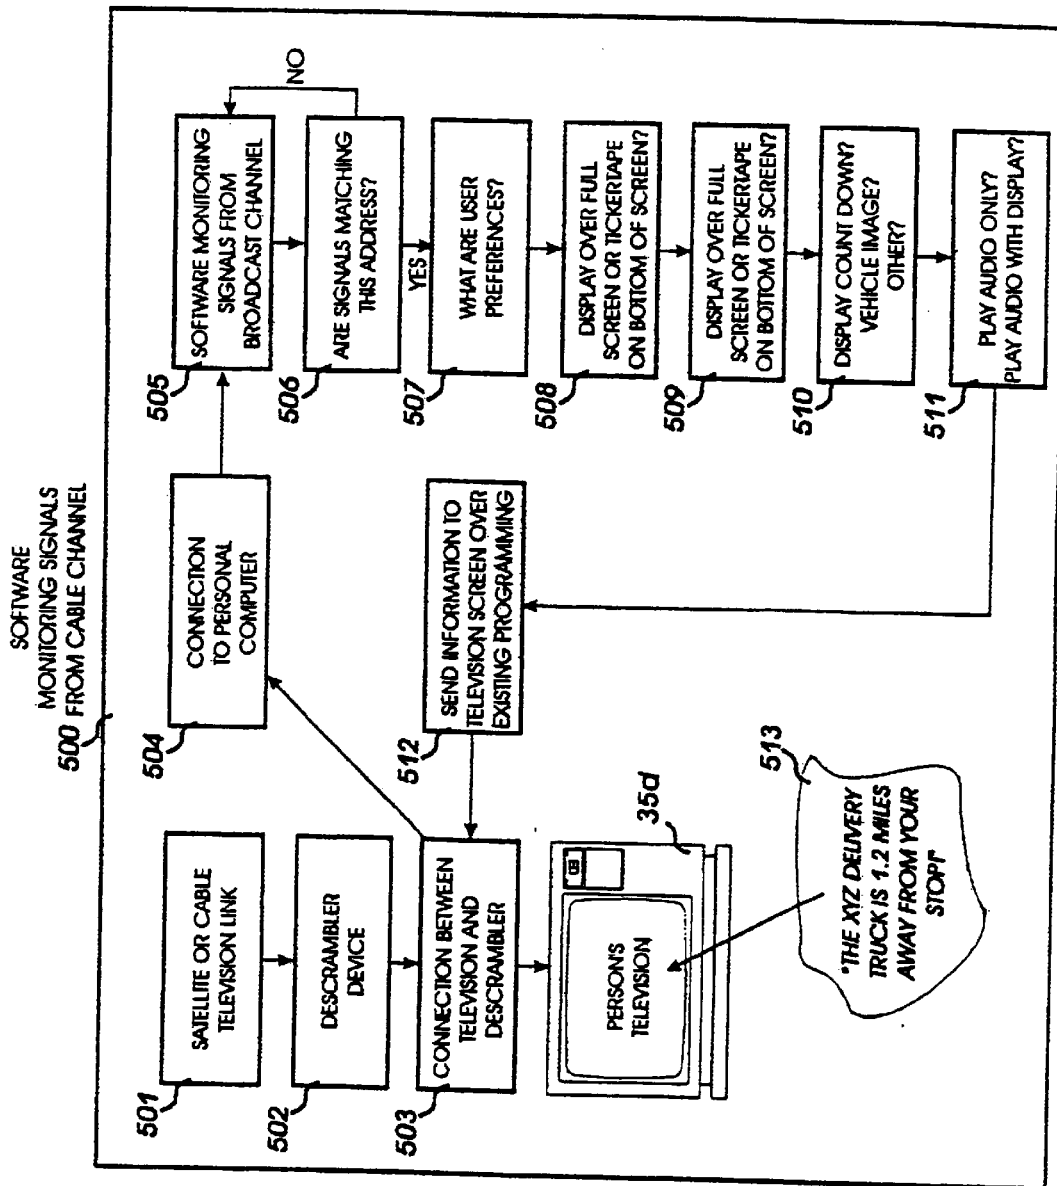 SOFTWARE
MONITORING SIGNALS
FROM CABLE CHANNEL
500
501
SATELLITE OR CABLE
TELEVISION LINK
502
DESCRAMBLER
DEVICE
503
CONNECTION BETWEEN
TELEVISION AND
DESCRAMBLER
PERSON'S
TELEVISION
35d
513
"THE XYZ DELIVERY
TRUCK IS 1.2 MILES
AWAY FROM YOUR
STOP!"
504
CONNECTION
TO PERSONAL
COMPUTER
512
SEND INFORMATION TO
TELEVISION SCREEN OVER
EXISTING PROGRAMMING
505
SOFTWARE MONITORING
SIGNALS FROM
BROADCAST CHANNEL
NO
506
ARE SIGNALS MATCHING
THIS ADDRESS?
YES
507
WHAT ARE USER
PREFERENCES?
508
DISPLAY OVER FULL
SCREEN OR TICKERTAPE
ON BOTTOM OF SCREEN?
509
DISPLAY OVER FULL
SCREEN OR TICKERTAPE
ON BOTTOM OF SCREEN?
510
DISPLAY COUNT DOWN?
VEHICLE IMAGE?
OTHER?
511
PLAY AUDIO ONLY?
PLAY AUDIO WITH DISPLAY?